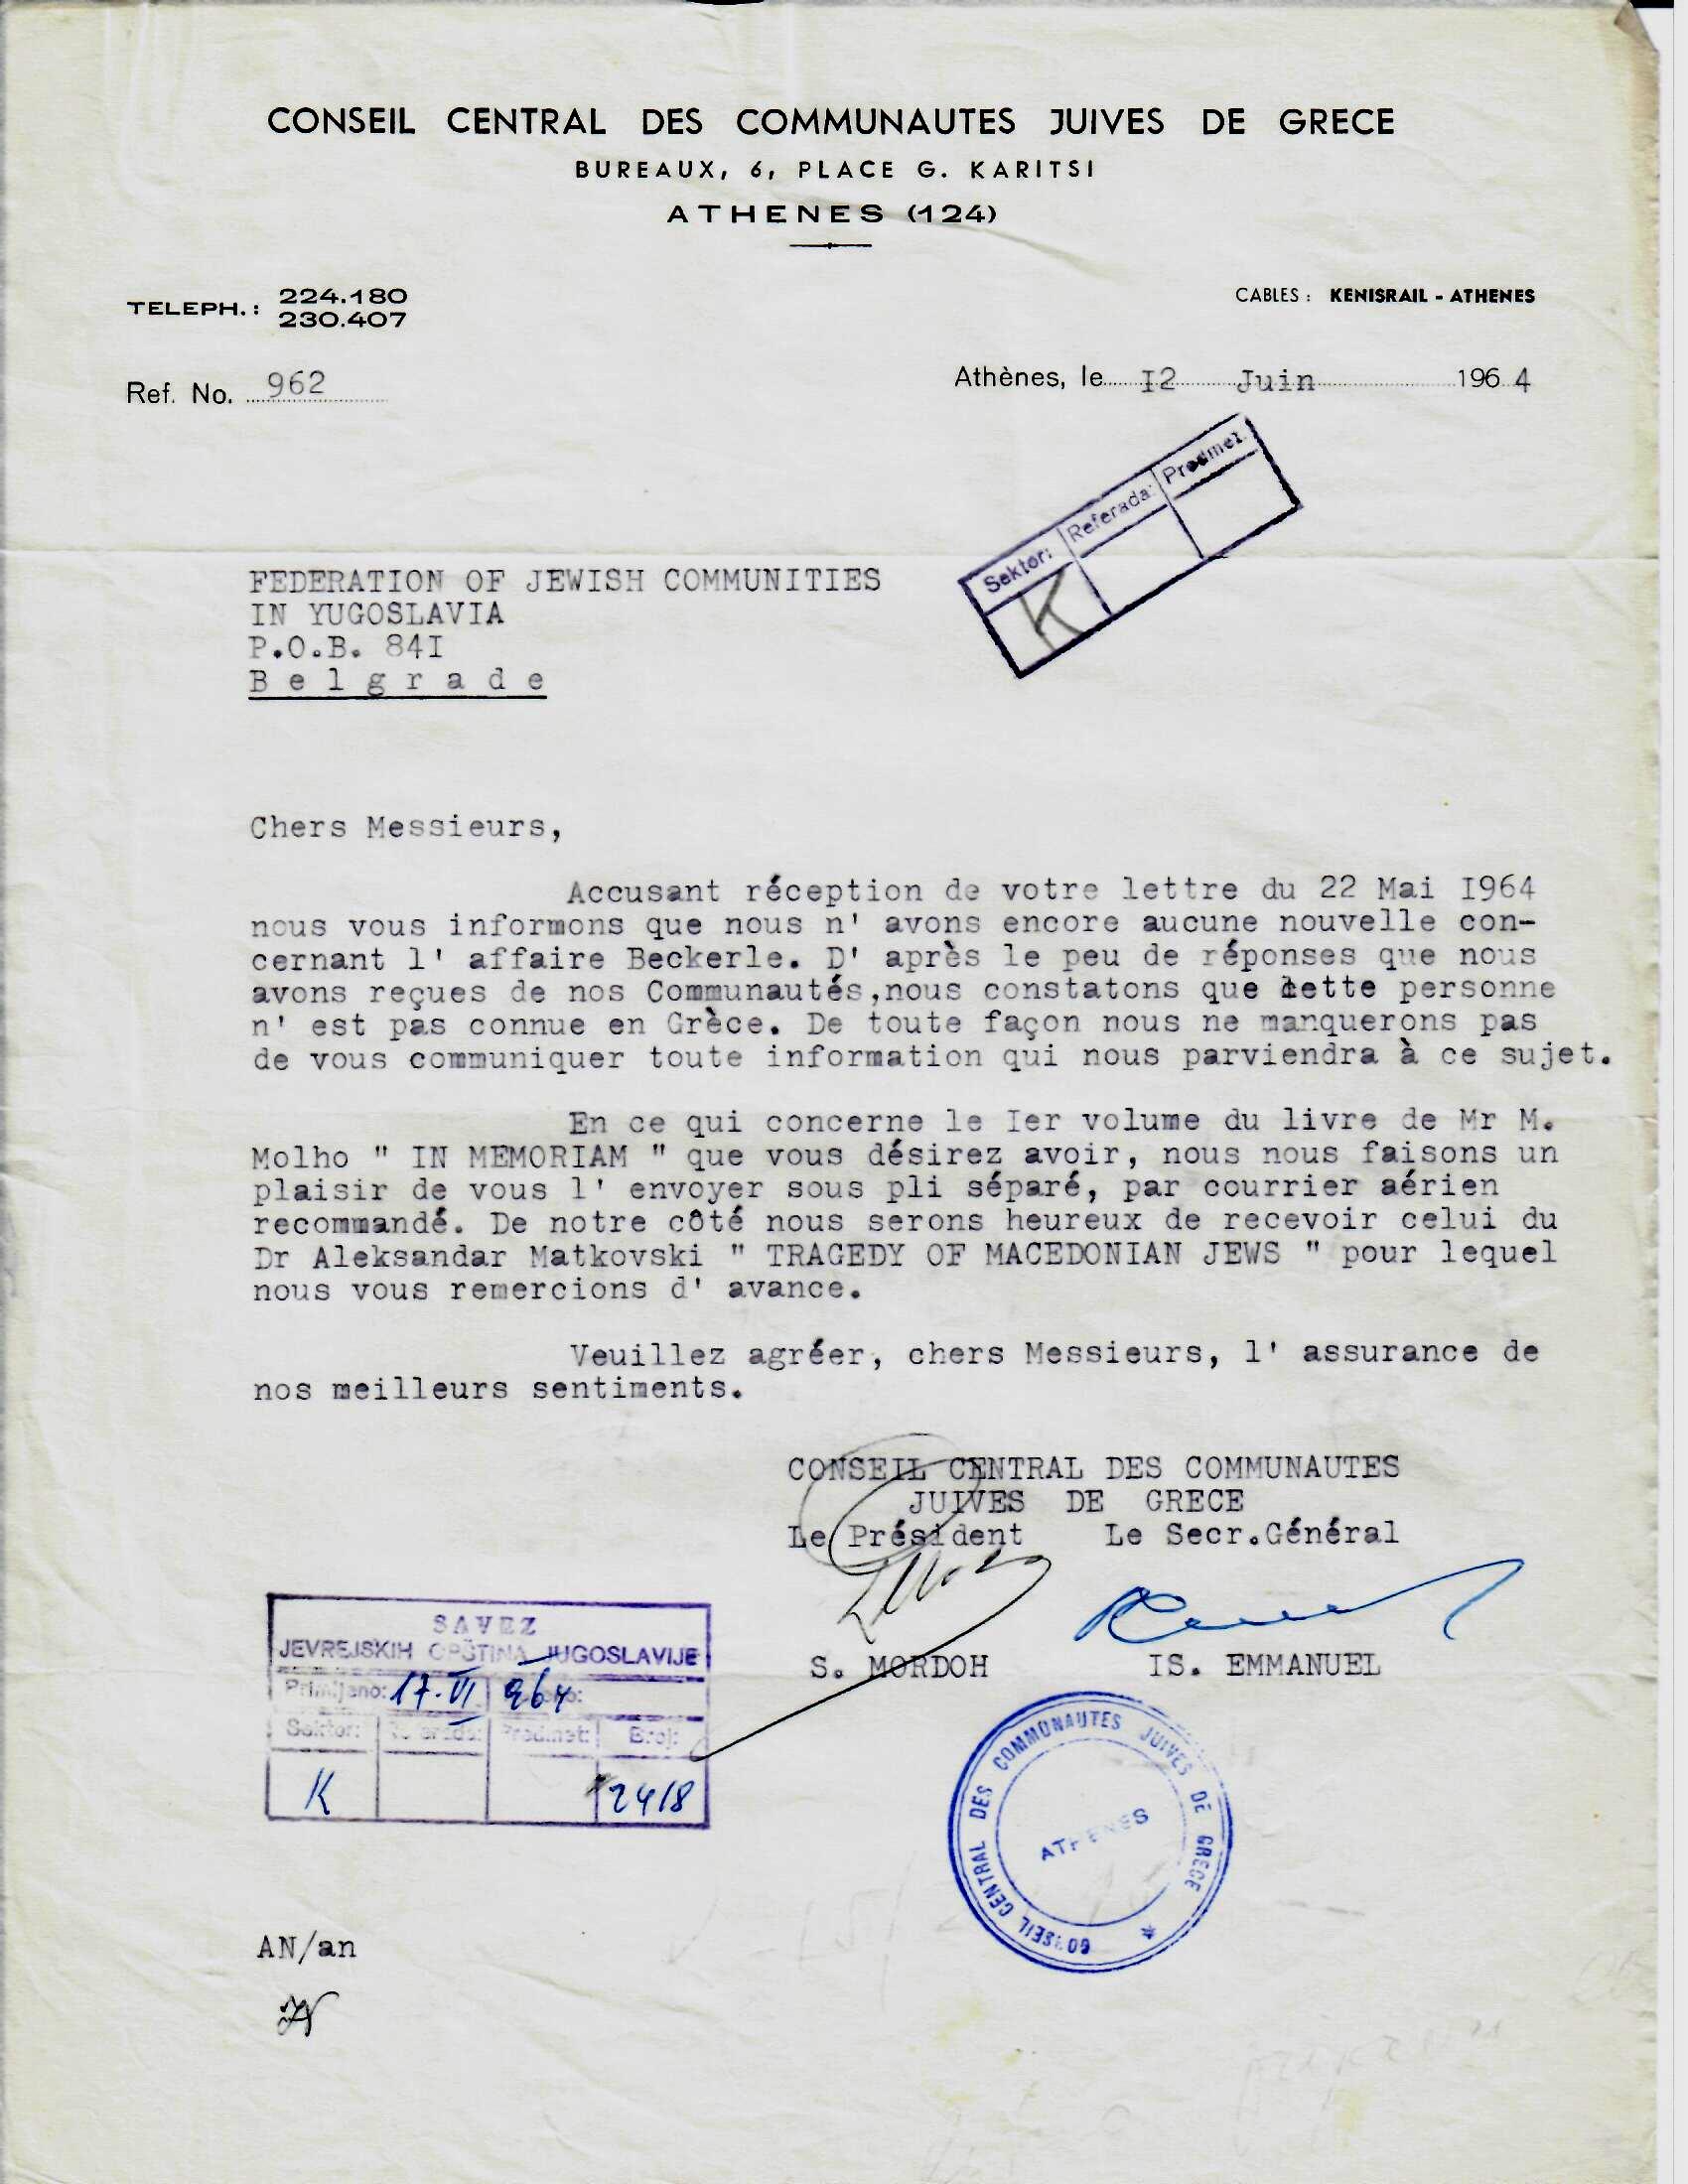 CONSEIL CENTRAL DES COMMUNAUTES JUIVES DE GRECE
BUREAUX, 6, PLACE G. KARITSI
ATHENES (124)
TELEPH.: 224.180
230.407
CABLES: KENISRAIL - ATHENES
Ref. No. 962
Athènes, le I2 Juin 1964
Sektor: Referada: Predmet:
K
FEDERATION OF JEWISH COMMUNITIES
IN YUGOSLAVIA
P.O.B. 84I
Belgrade
Chers Messieurs,
Accusant réception de votre lettre du 22 Mai I964
nous vous informons que nous n' avons encore aucune nouvelle con-
cernant l' affaire Beckerle. D' après le peu de réponses que nous
avons reçues de nos Communautés,nous constatons que cette personne
n' est pas connue en Grèce. De toute façon nous ne manquerons pas
de vous communiquer toute information qui nous parviendra à ce sujet.
En ce qui concerne le Ier volume du livre de Mr M.
Molho " IN MEMORIAM " que vous désirez avoir, nous nous faisons un
plaisir de vous l' envoyer sous pli séparé, par courrier aérien
recommandé. De notre côté nous serons heureux de recevoir celui du
Dr Aleksandar Matkovski " TRAGEDY OF MACEDONIAN JEWS " pour lequel
nous vous remercions d' avance.
Veuillez agréer, chers Messieurs, l' assurance de
nos meilleurs sentiments.
CONSEIL CENTRAL DES COMMUNAUTES
JUIVES DE GRECE
Le Président Le Secr.Général
S. MORDOH IS. EMMANUEL
SAVEZ
JEVREJSKIH OPŠTINA JUGOSLAVIJE
Primljeno: 17.VI 964
Sektor: Referada: Predmet: Broj:
K 2418
CONSEIL CENTRAL DES COMMUNAUTES JUIVES DE GRECE *
ATHENES
AN/an